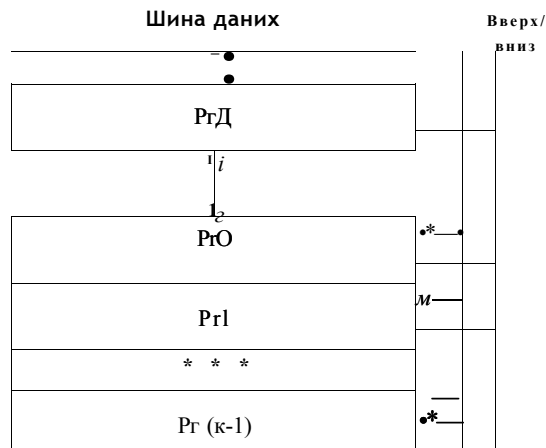 Шина даних
Вверх/
вниз
РгД
i
РгО
Рг1
* * *
Рг (к-1)